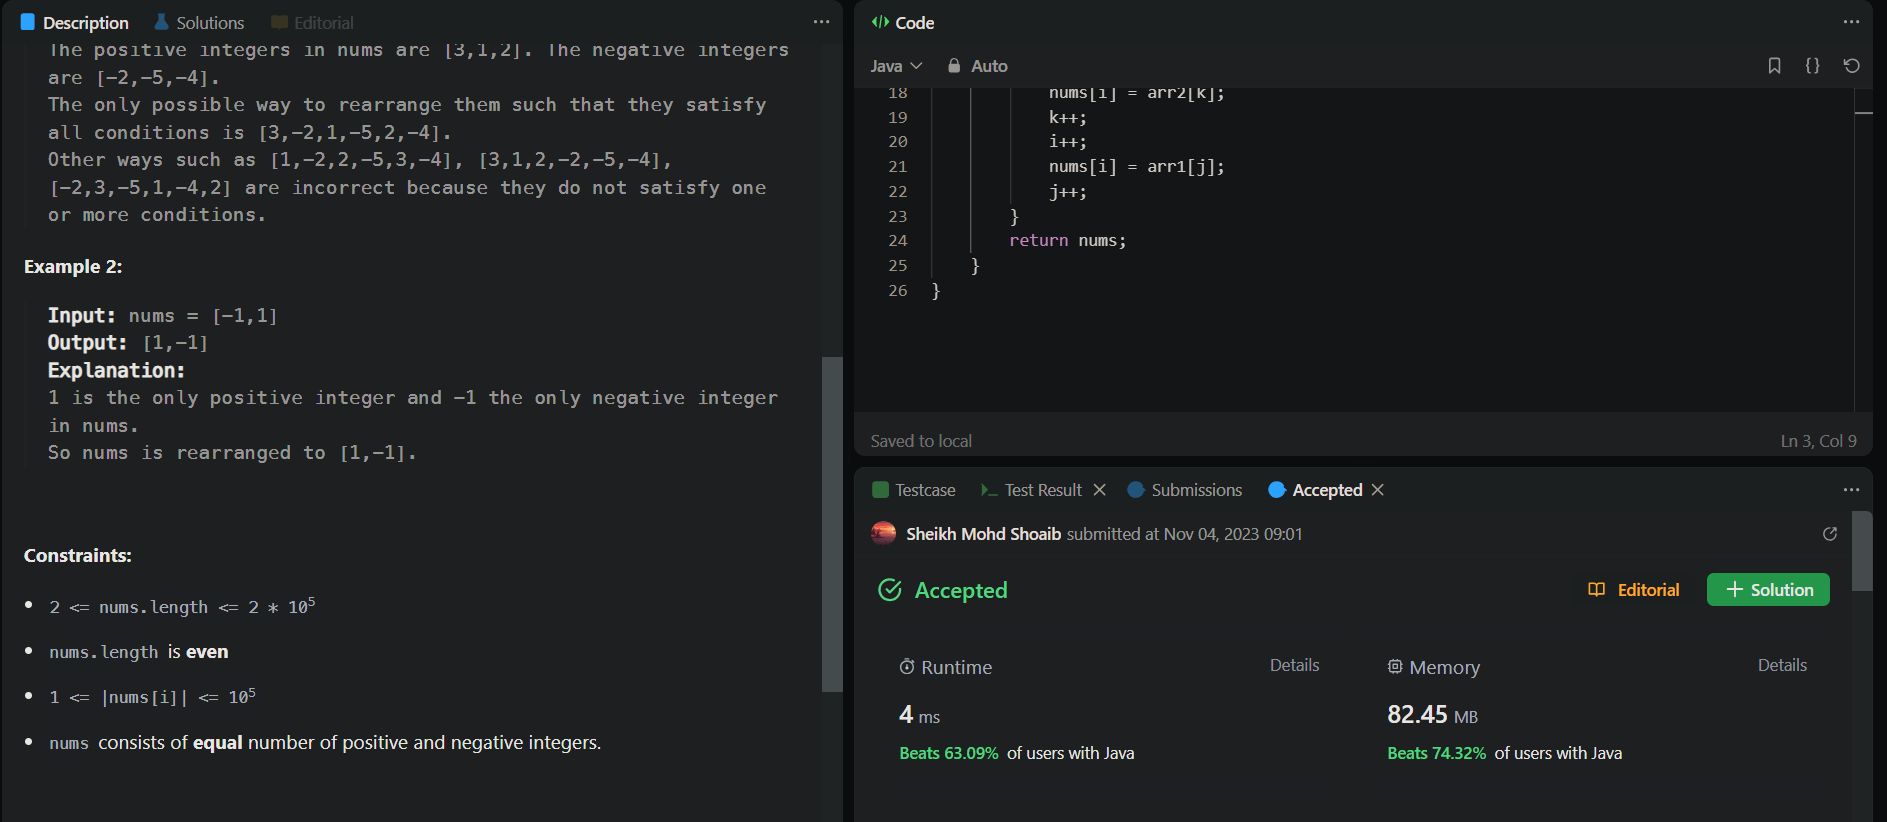 Description Solutions Editorial
The positive integers in nums are [3,1,2]. The negative integers
are [-2,-5,-4].
The only possible way to rearrange them such that they satisfy
all conditions is [3,-2,1,-5,2,-4].
Other ways such as [1,-2,2,-5,3,-4], [3,1,2,-2,-5,-4],
[-2,3,-5,1,-4,2] are incorrect because they do not satisfy one
or more conditions.
Example 2:
Input: nums = [-1,1]
Output: [1,-1]
Explanation:
1 is the only positive integer and -1 the only negative integer
in nums.
So nums is rearranged to [1,-1].
Constraints:
• 2 <= nums.length <= 2 * 10⁵
• nums.length is even
• 1 <= |nums[i]| <= 10⁵
• nums consists of equal number of positive and negative integers.
</> Code
Java Auto {}
18 nums[i] = arr2[k];
19 k++;
20 i++;
21 nums[i] = arr1[j];
22 j++;
23 }
24 return nums;
25 }
26 }
Saved to local Ln 3, Col 9
Testcase Test Result Submissions Accepted
Sheikh Mohd Shoaib submitted at Nov 04, 2023 09:01
Accepted Editorial + Solution
Runtime Details
4 ms
Beats 63.09% of users with Java
Memory Details
82.45 MB
Beats 74.32% of users with Java